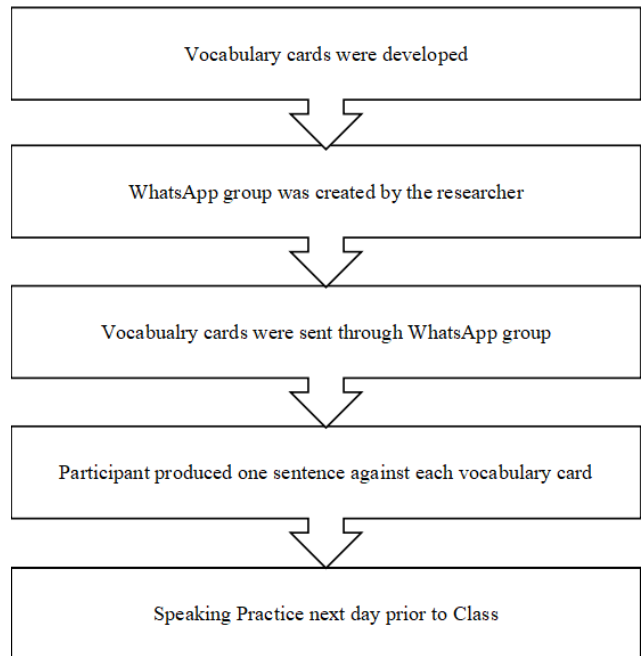 Vocabulary cards were developed
WhatsApp group was created by the researcher
Vocabualry cards were sent through WhatsApp group
Participant produced one sentence against each vocabulary card
Speaking Practice next day prior to Class